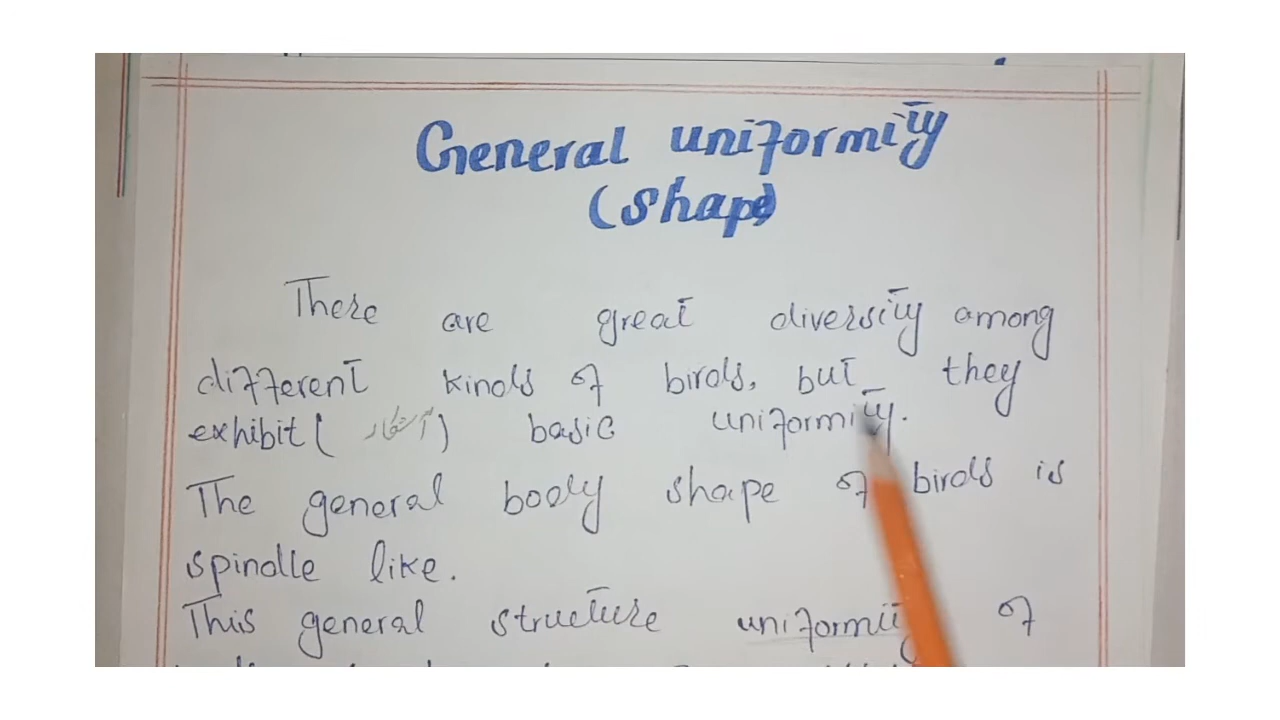 General uniformity
(shape)
There are great diversity among
different kinds of birds, but they
exhibit ( آشکار ) basic uniformity.
The general body shape of birds is
spindle like.
This general structure uniformity of